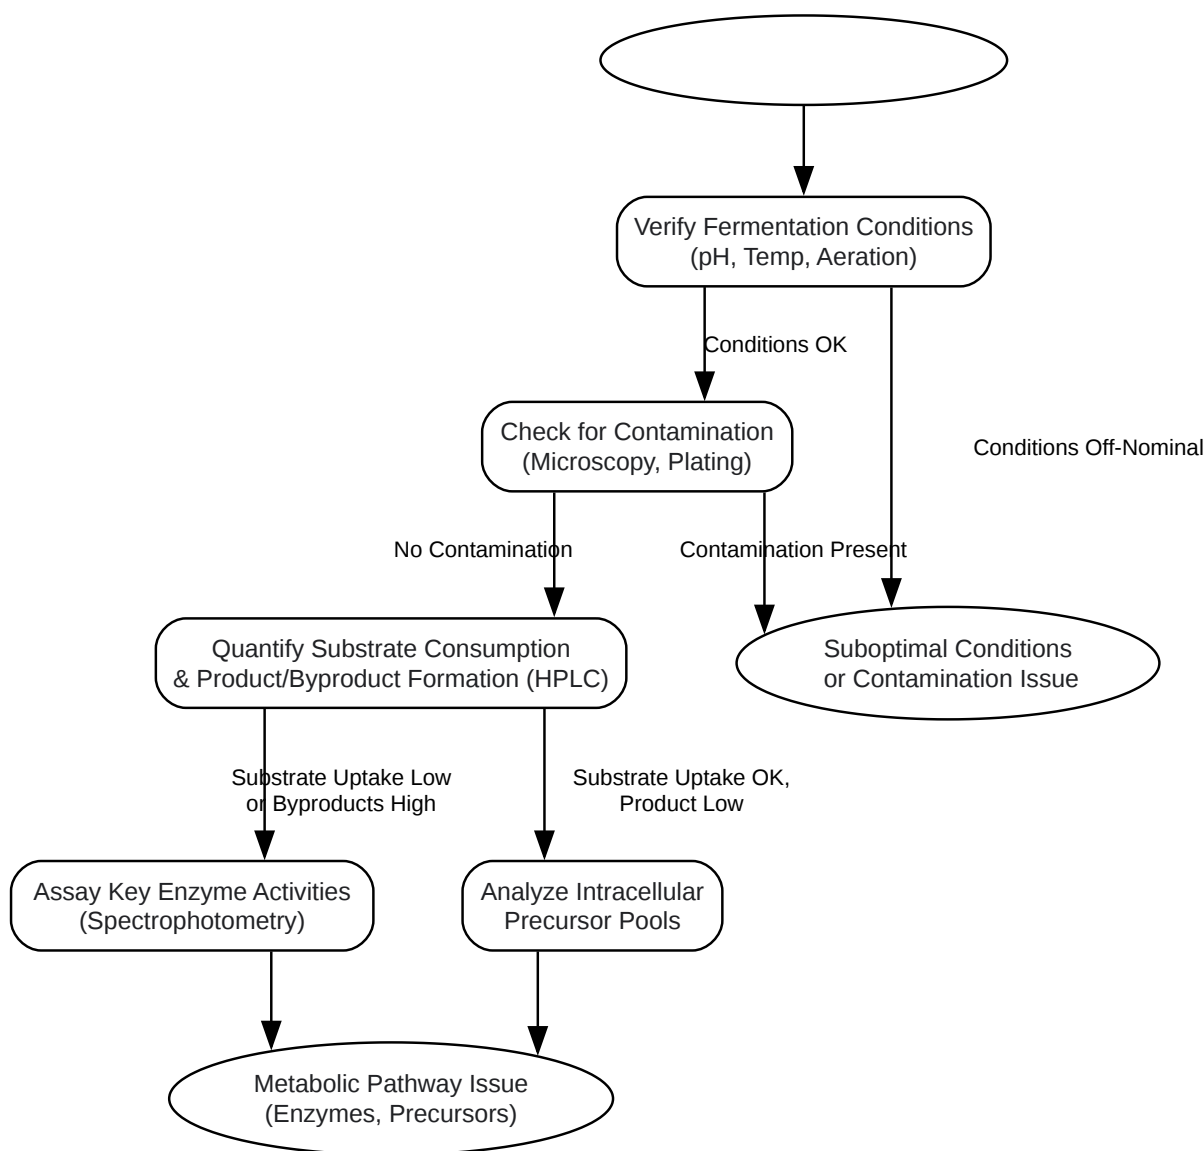 Verify Fermentation Conditions
(pH, Temp, Aeration)
Conditions OK
Check for Contamination
(Microscopy, Plating)
Conditions Off-Nominal
No Contamination
Contamination Present
Quantify Substrate Consumption
& Product/Byproduct Formation (HPLC)
Suboptimal Conditions
or Contamination Issue
Substrate Uptake Low
or Byproducts High
Substrate Uptake OK,
Product Low
Assay Key Enzyme Activities
(Spectrophotometry)
Analyze Intracellular
Precursor Pools
Metabolic Pathway Issue
(Enzymes, Precursors)